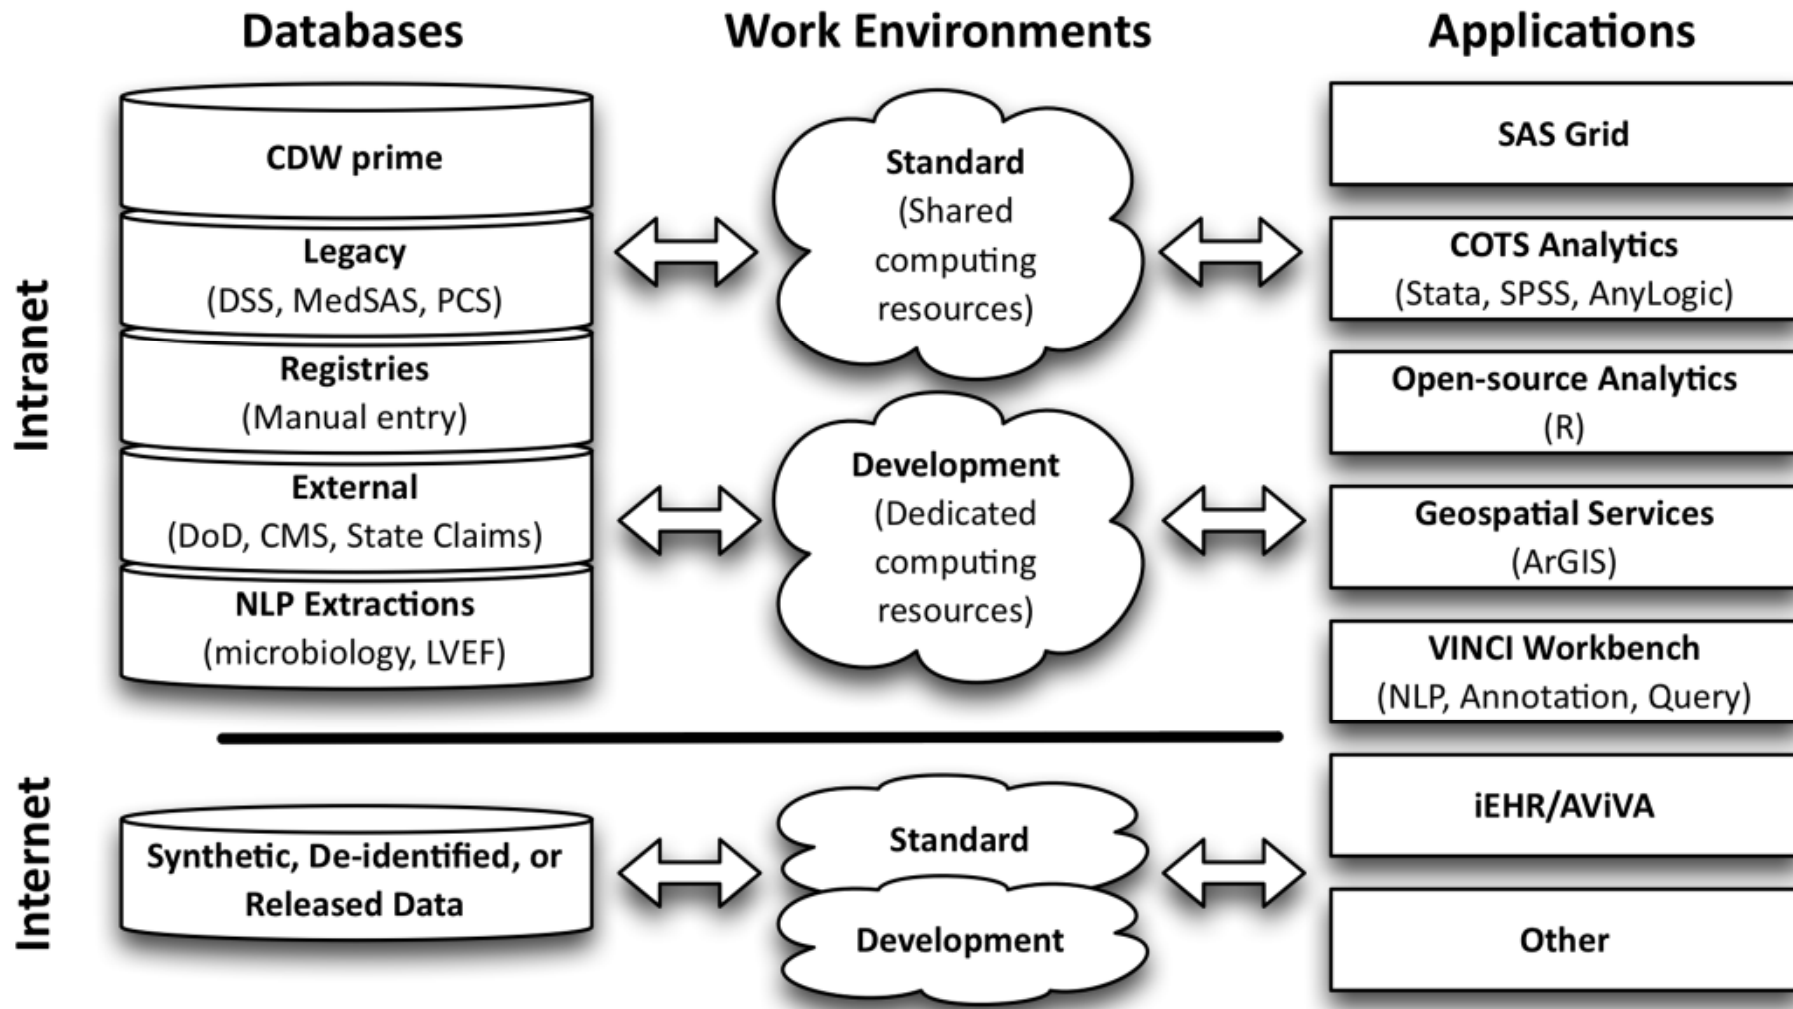 Databases
Work Environments
Applications
Intranet
CDW prime
Legacy
(DSS, MedSAS, PCS)
Registries
(Manual entry)
External
(DoD, CMS, State Claims)
NLP Extractions
(microbiology, LVEF)
Standard
(Shared
computing
resources)
Development
(Dedicated
computing
resources)
SAS Grid
COTS Analytics
(Stata, SPSS, AnyLogic)
Open-source Analytics
(R)
Geospatial Services
(ArGIS)
VINCI Workbench
(NLP, Annotation, Query)
iEHR/AViVA
Other
Internet
Synthetic, De-identified, or
Released Data
Standard
Development